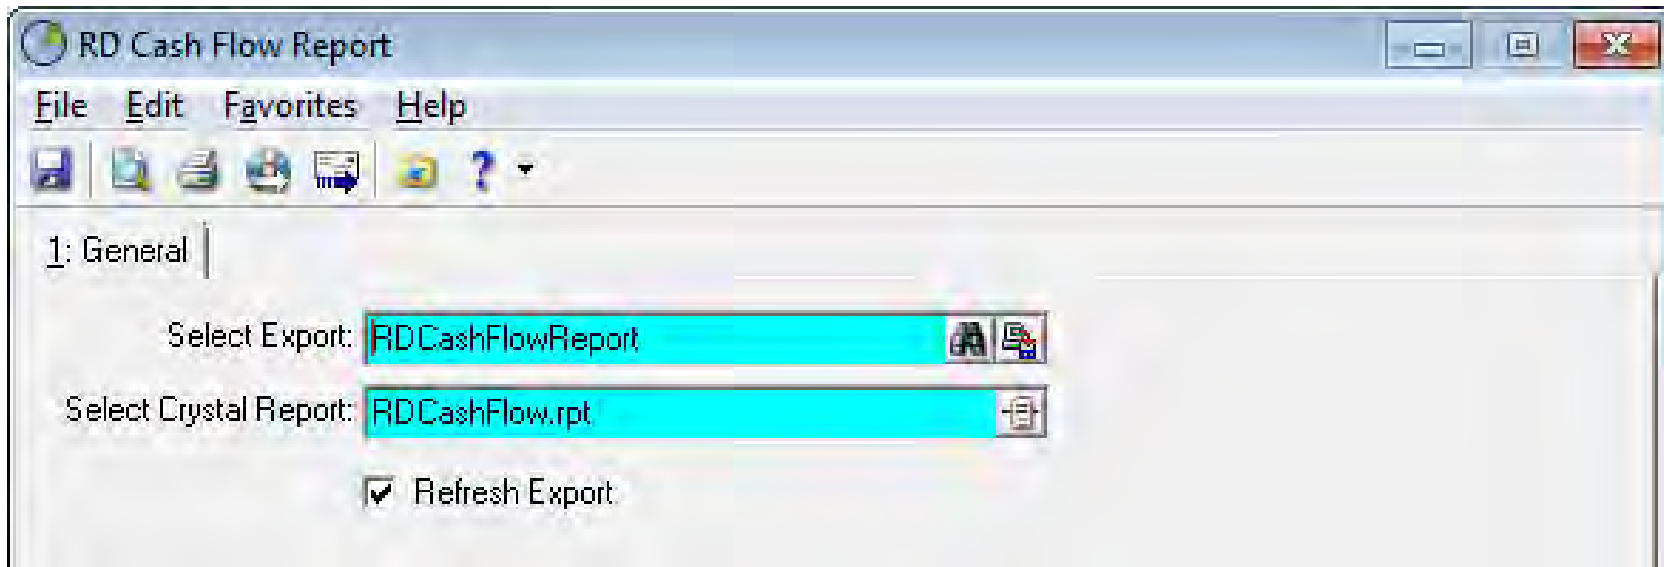 RD Cash Flow Report
File Edit Favorites Help
?
1: General
Select Export: RDCashFlowReport
Select Crystal Report: RDCashFlow.rpt
Refresh Export